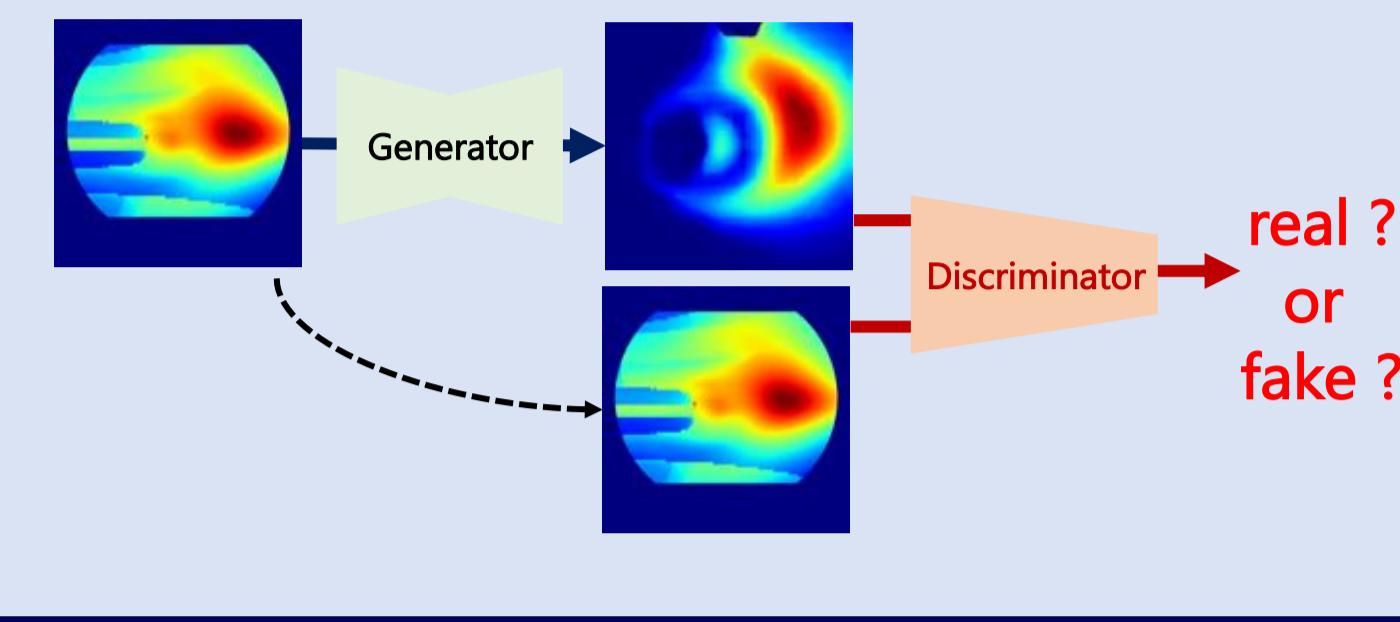 Generator
Discriminator
real ?
or
fake ?